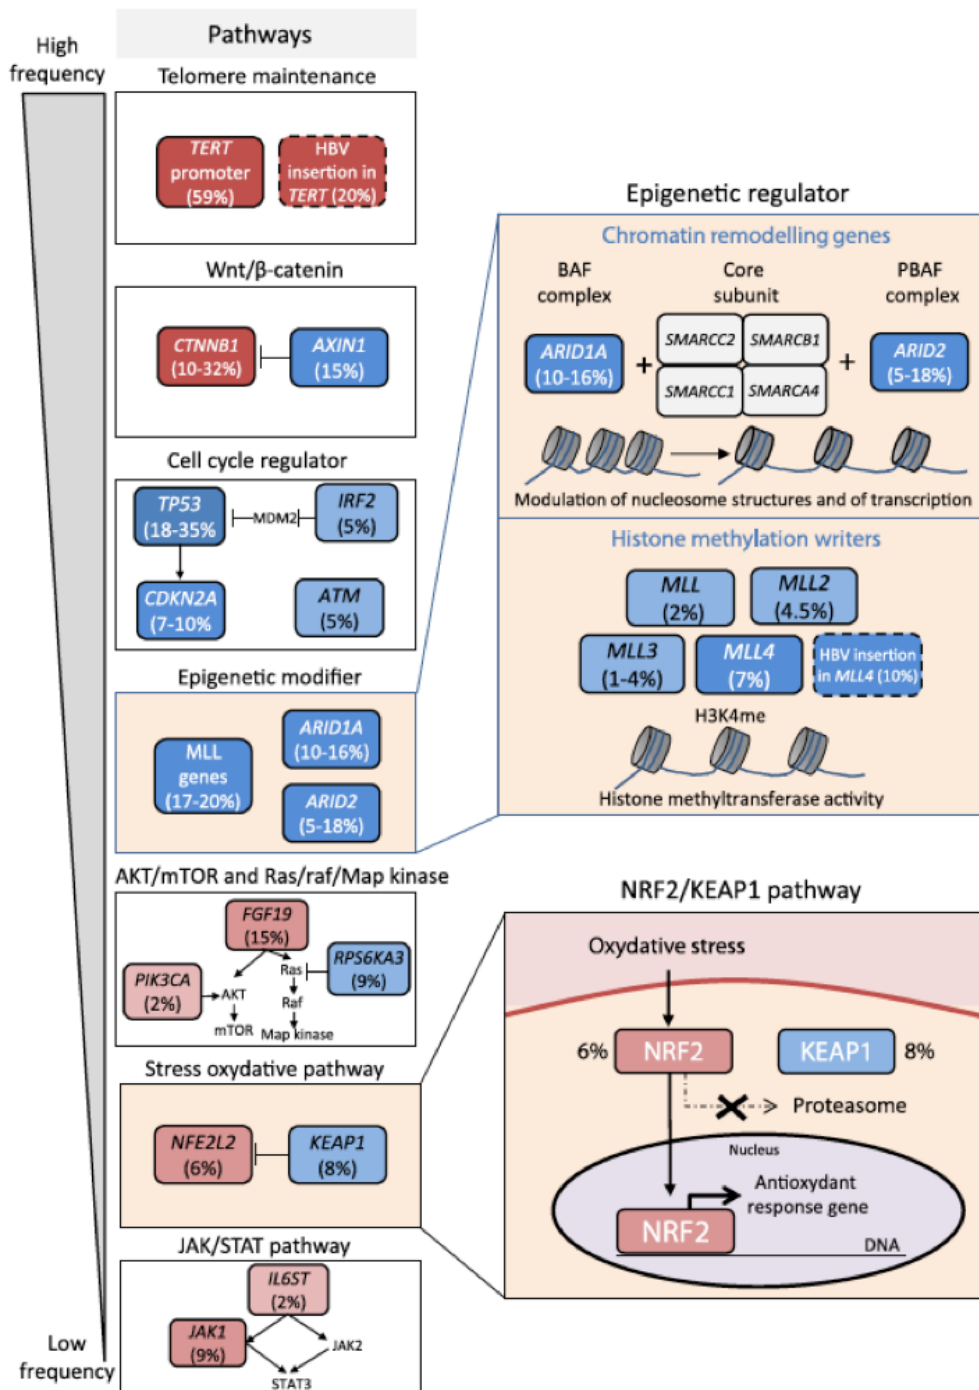 High
frequency
Pathways
Telomere maintenance
TERT
promoter
(59%)
HBV
insertion in
TERT (20%)
Wnt/β-catenin
CTNNB1
(10-32%)
AXIN1
(15%)
Cell cycle regulator
TP53
(18-35%
MDM2
IRF2
(5%)
CDKN2A
(7-10%
ATM
(5%)
Epigenetic modifier
MLL
genes
(17-20%)
ARID1A
(10-16%)
ARID2
(5-18%)
AKT/mTOR and Ras/raf/Map kinase
FGF19
(15%)
PIK3CA
(2%)
AKT
mTOR
Ras
Raf
Map kinase
RPS6KA3
(9%)
Stress oxydative pathway
NFE2L2
(6%)
KEAP1
(8%)
JAK/STAT pathway
IL6ST
(2%)
JAK1
(9%)
JAK2
STAT3
Low
frequency
Epigenetic regulator
Chromatin remodelling genes
BAF
complex
Core
subunit
PBAF
complex
ARID1A
(10-16%)
+
SMARCC2
SMARCB1
SMARCC1
SMARCA4
+
ARID2
(5-18%)
Modulation of nucleosome structures and of transcription
Histone methylation writers
MLL
(2%)
MLL2
(4.5%)
MLL3
(1-4%)
MLL4
(7%)
HBV insertion
in MLL4 (10%)
H3K4me
Histone methyltransferase activity
NRF2/KEAP1 pathway
Oxydative stress
6%
NRF2
KEAP1
8%
Proteasome
Nucleus
Antioxydant
response gene
NRF2
DNA